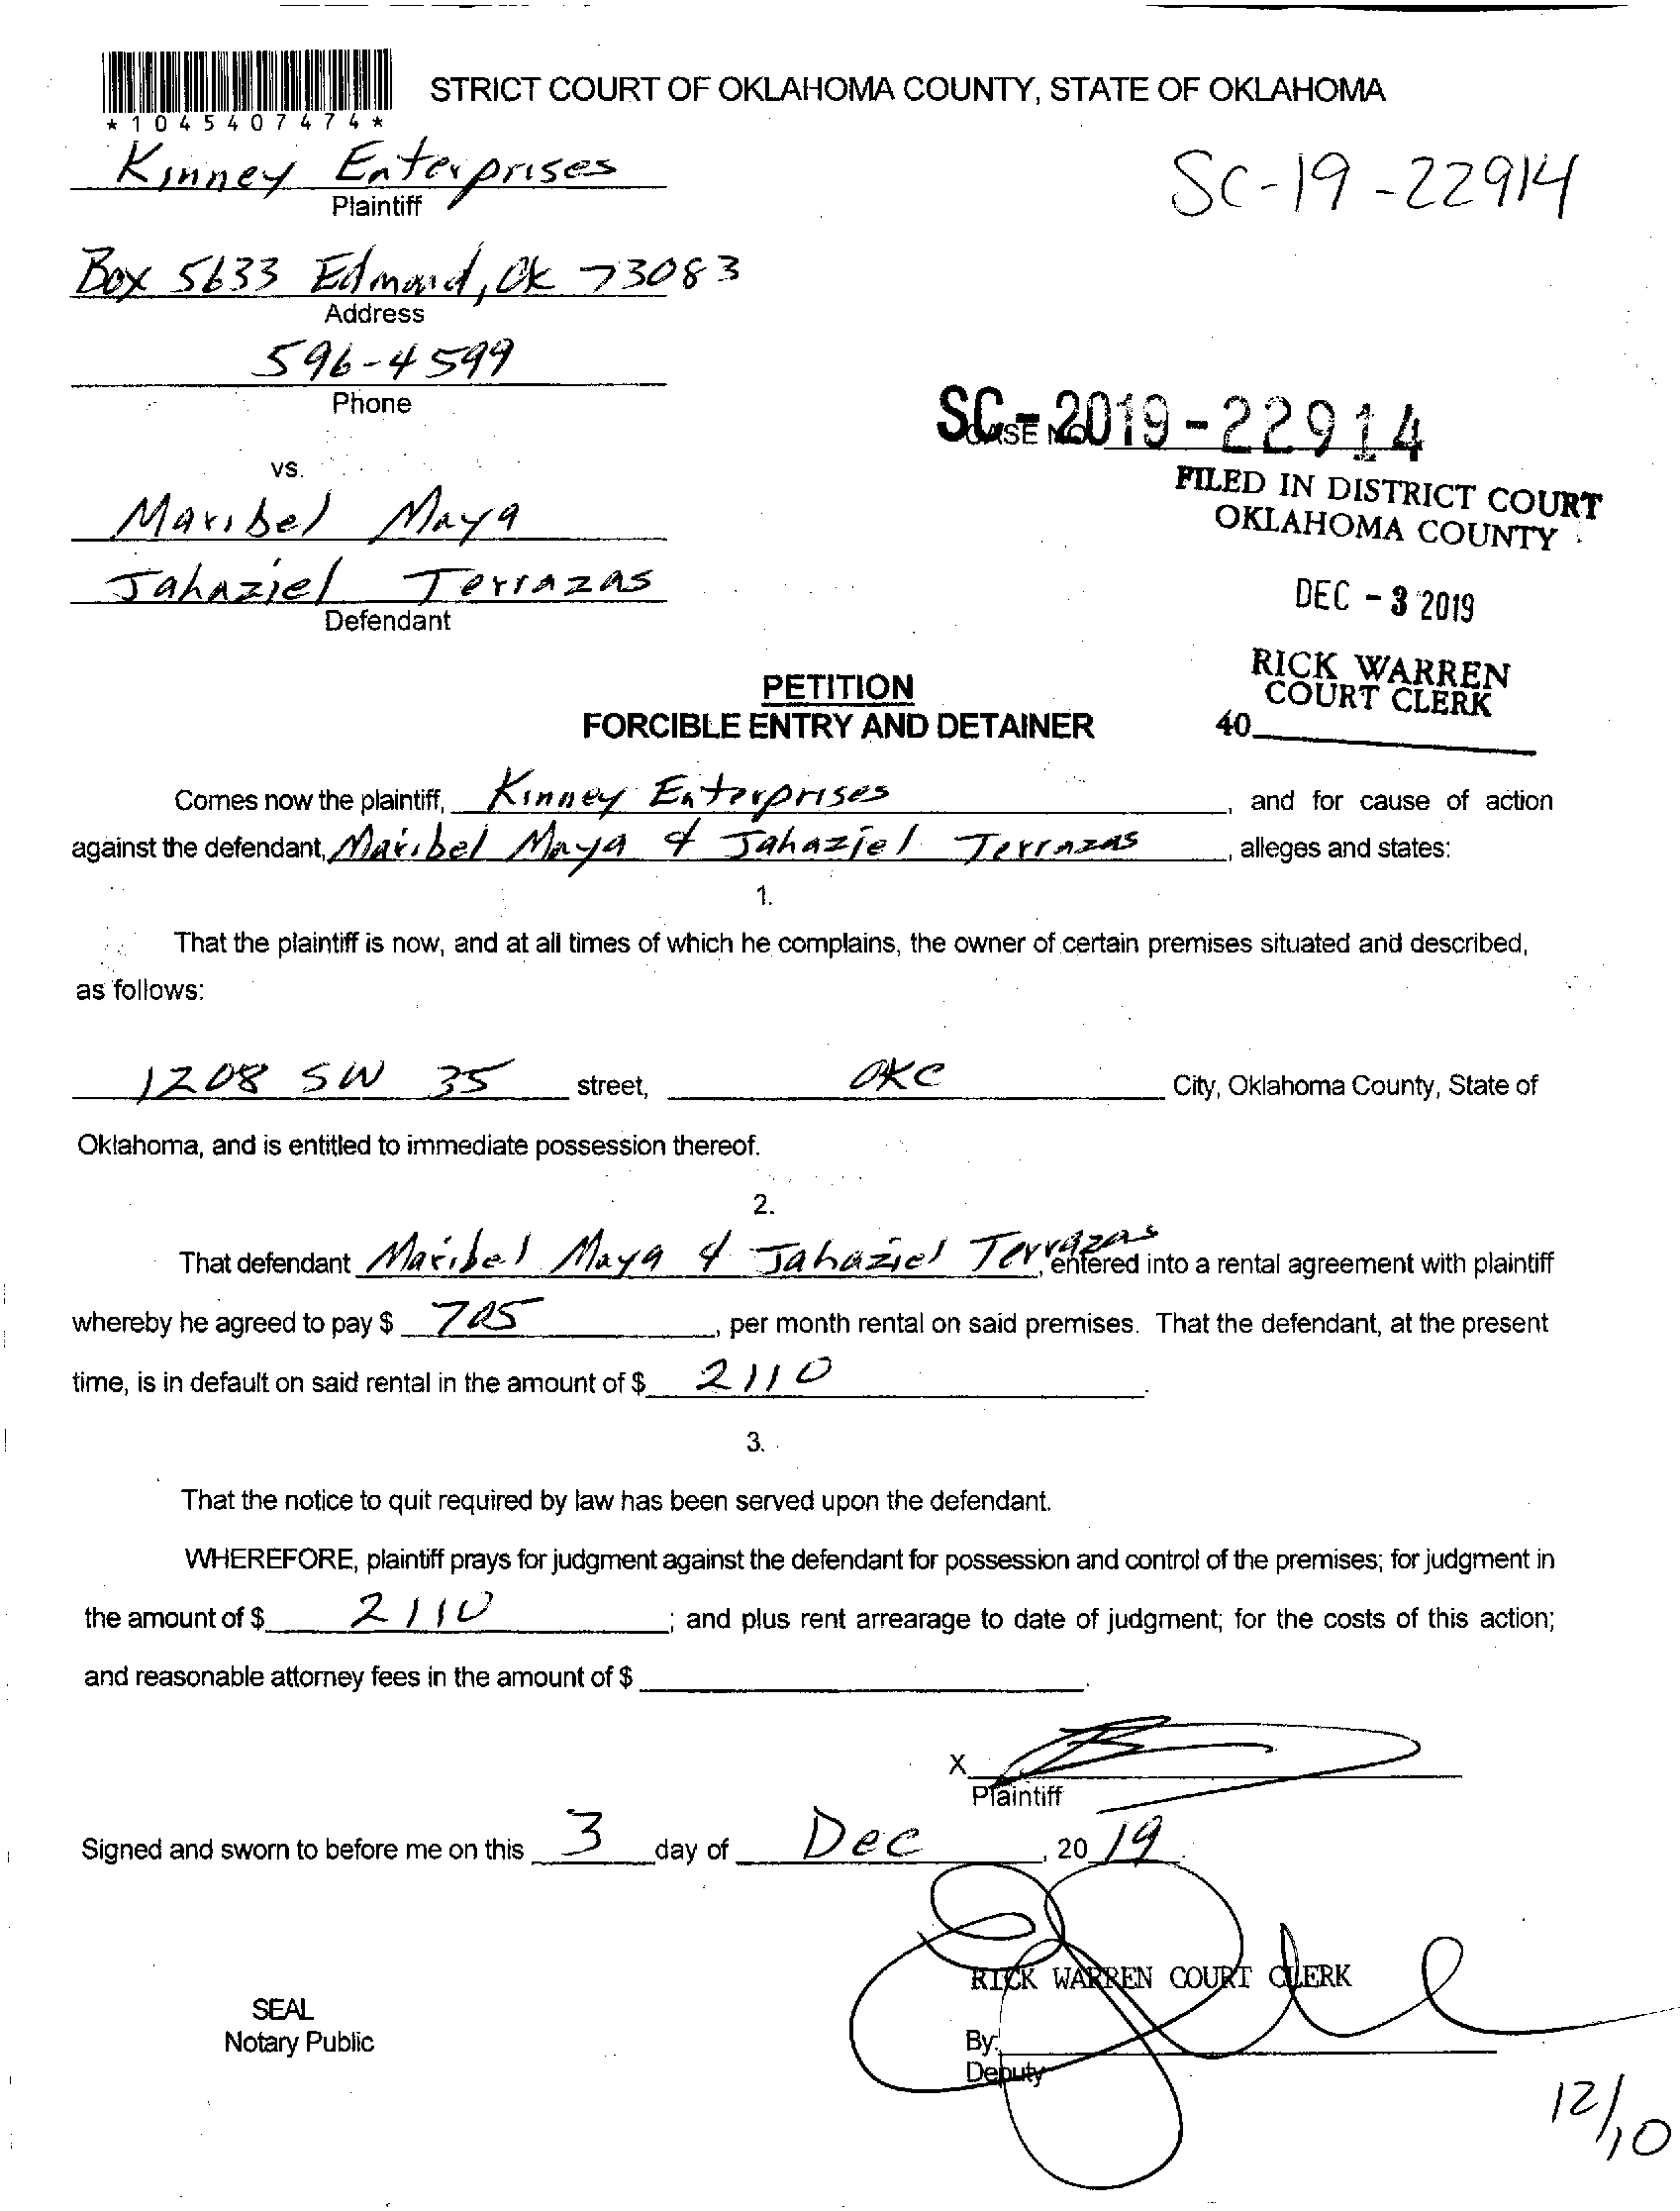 STRICT COURT OF OKLAHOMA COUNTY, STATE OF OKLAHOMA
*1045407474*
Kinney Enterprises
Plaintiff
SC-19-22914
Box 5633 Edmond, Ok 73083
Address
596-4599
Phone
SC-2019-22914
CASE NO.
vs.
FILED IN DISTRICT COURT
OKLAHOMA COUNTY
Maribel Maya
Jahaziel Terrazas
Defendant
DEC - 3 2019
RICK WARREN
COURT CLERK
40
PETITION
FORCIBLE ENTRY AND DETAINER
Comes now the plaintiff, Kinney Enterprises, and for cause of action
against the defendant, Maribel Maya & Jahaziel Terrazas, alleges and states:
1.
That the plaintiff is now, and at all times of which he complains, the owner of certain premises situated and described,
as follows:
1208 SW 35 street, OKC City, Oklahoma County, State of
Oklahoma, and is entitled to immediate possession thereof.
2.
That defendant Maribel Maya & Jahaziel Terrazas, entered into a rental agreement with plaintiff
whereby he agreed to pay $ , per month rental on said premises. That the defendant, at the present
time, is in default on said rental in the amount of $ 2110.
3.
That the notice to quit required by law has been served upon the defendant.
WHEREFORE, plaintiff prays for judgment against the defendant for possession and control of the premises; for judgment in
the amount of $ 2110; and plus rent arrearage to date of judgment; for the costs of this action;
and reasonable attorney fees in the amount of $ .
X
Plaintiff
Signed and sworn to before me on this 3 day of Dec, 20 19.
RICK WARREN COURT CLERK
SEAL
Notary Public
By:
Deputy
12/10